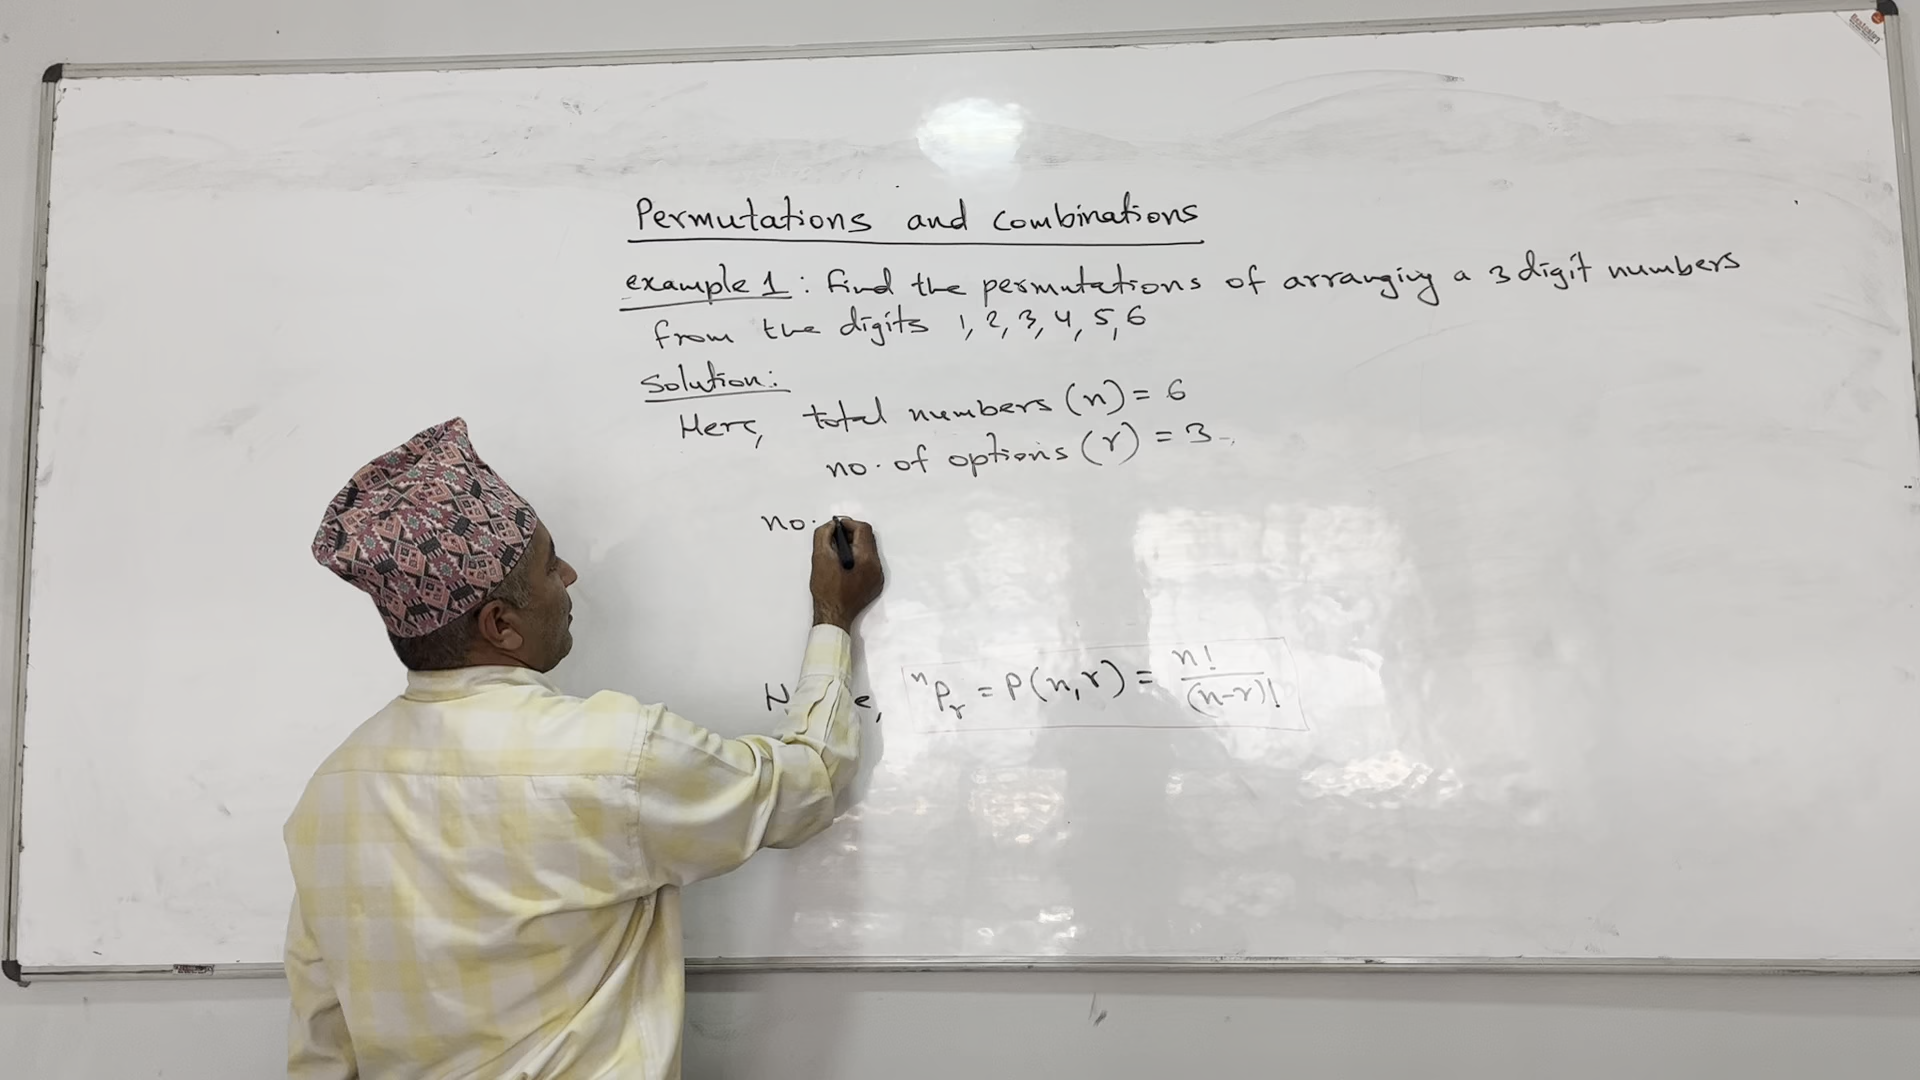 Permutations and Combinations
example 1: Find the permutations of arranging a 3 digit numbers
from the digits 1, 2, 3, 4, 5, 6
Solution:
Here, total numbers (n) = 6
no. of options (r) = 3
no.
ⁿPᵣ = P(n,r) = n!/(n-r)!